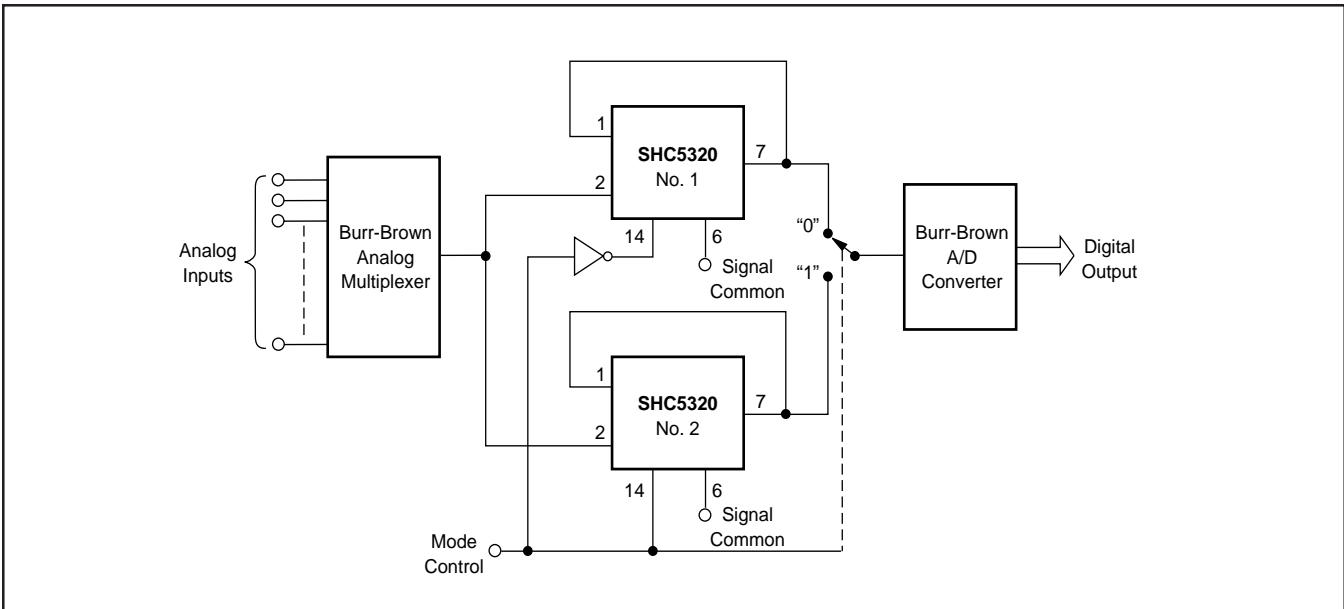 Analog
Inputs
Burr-Brown
Analog
Multiplexer
1
2
SHC5320
No. 1
7
14
6
Signal
Common
“0”
“1”
Burr-Brown
A/D
Converter
Digital
Output
1
2
SHC5320
No. 2
7
14
6
Signal
Common
Mode
Control